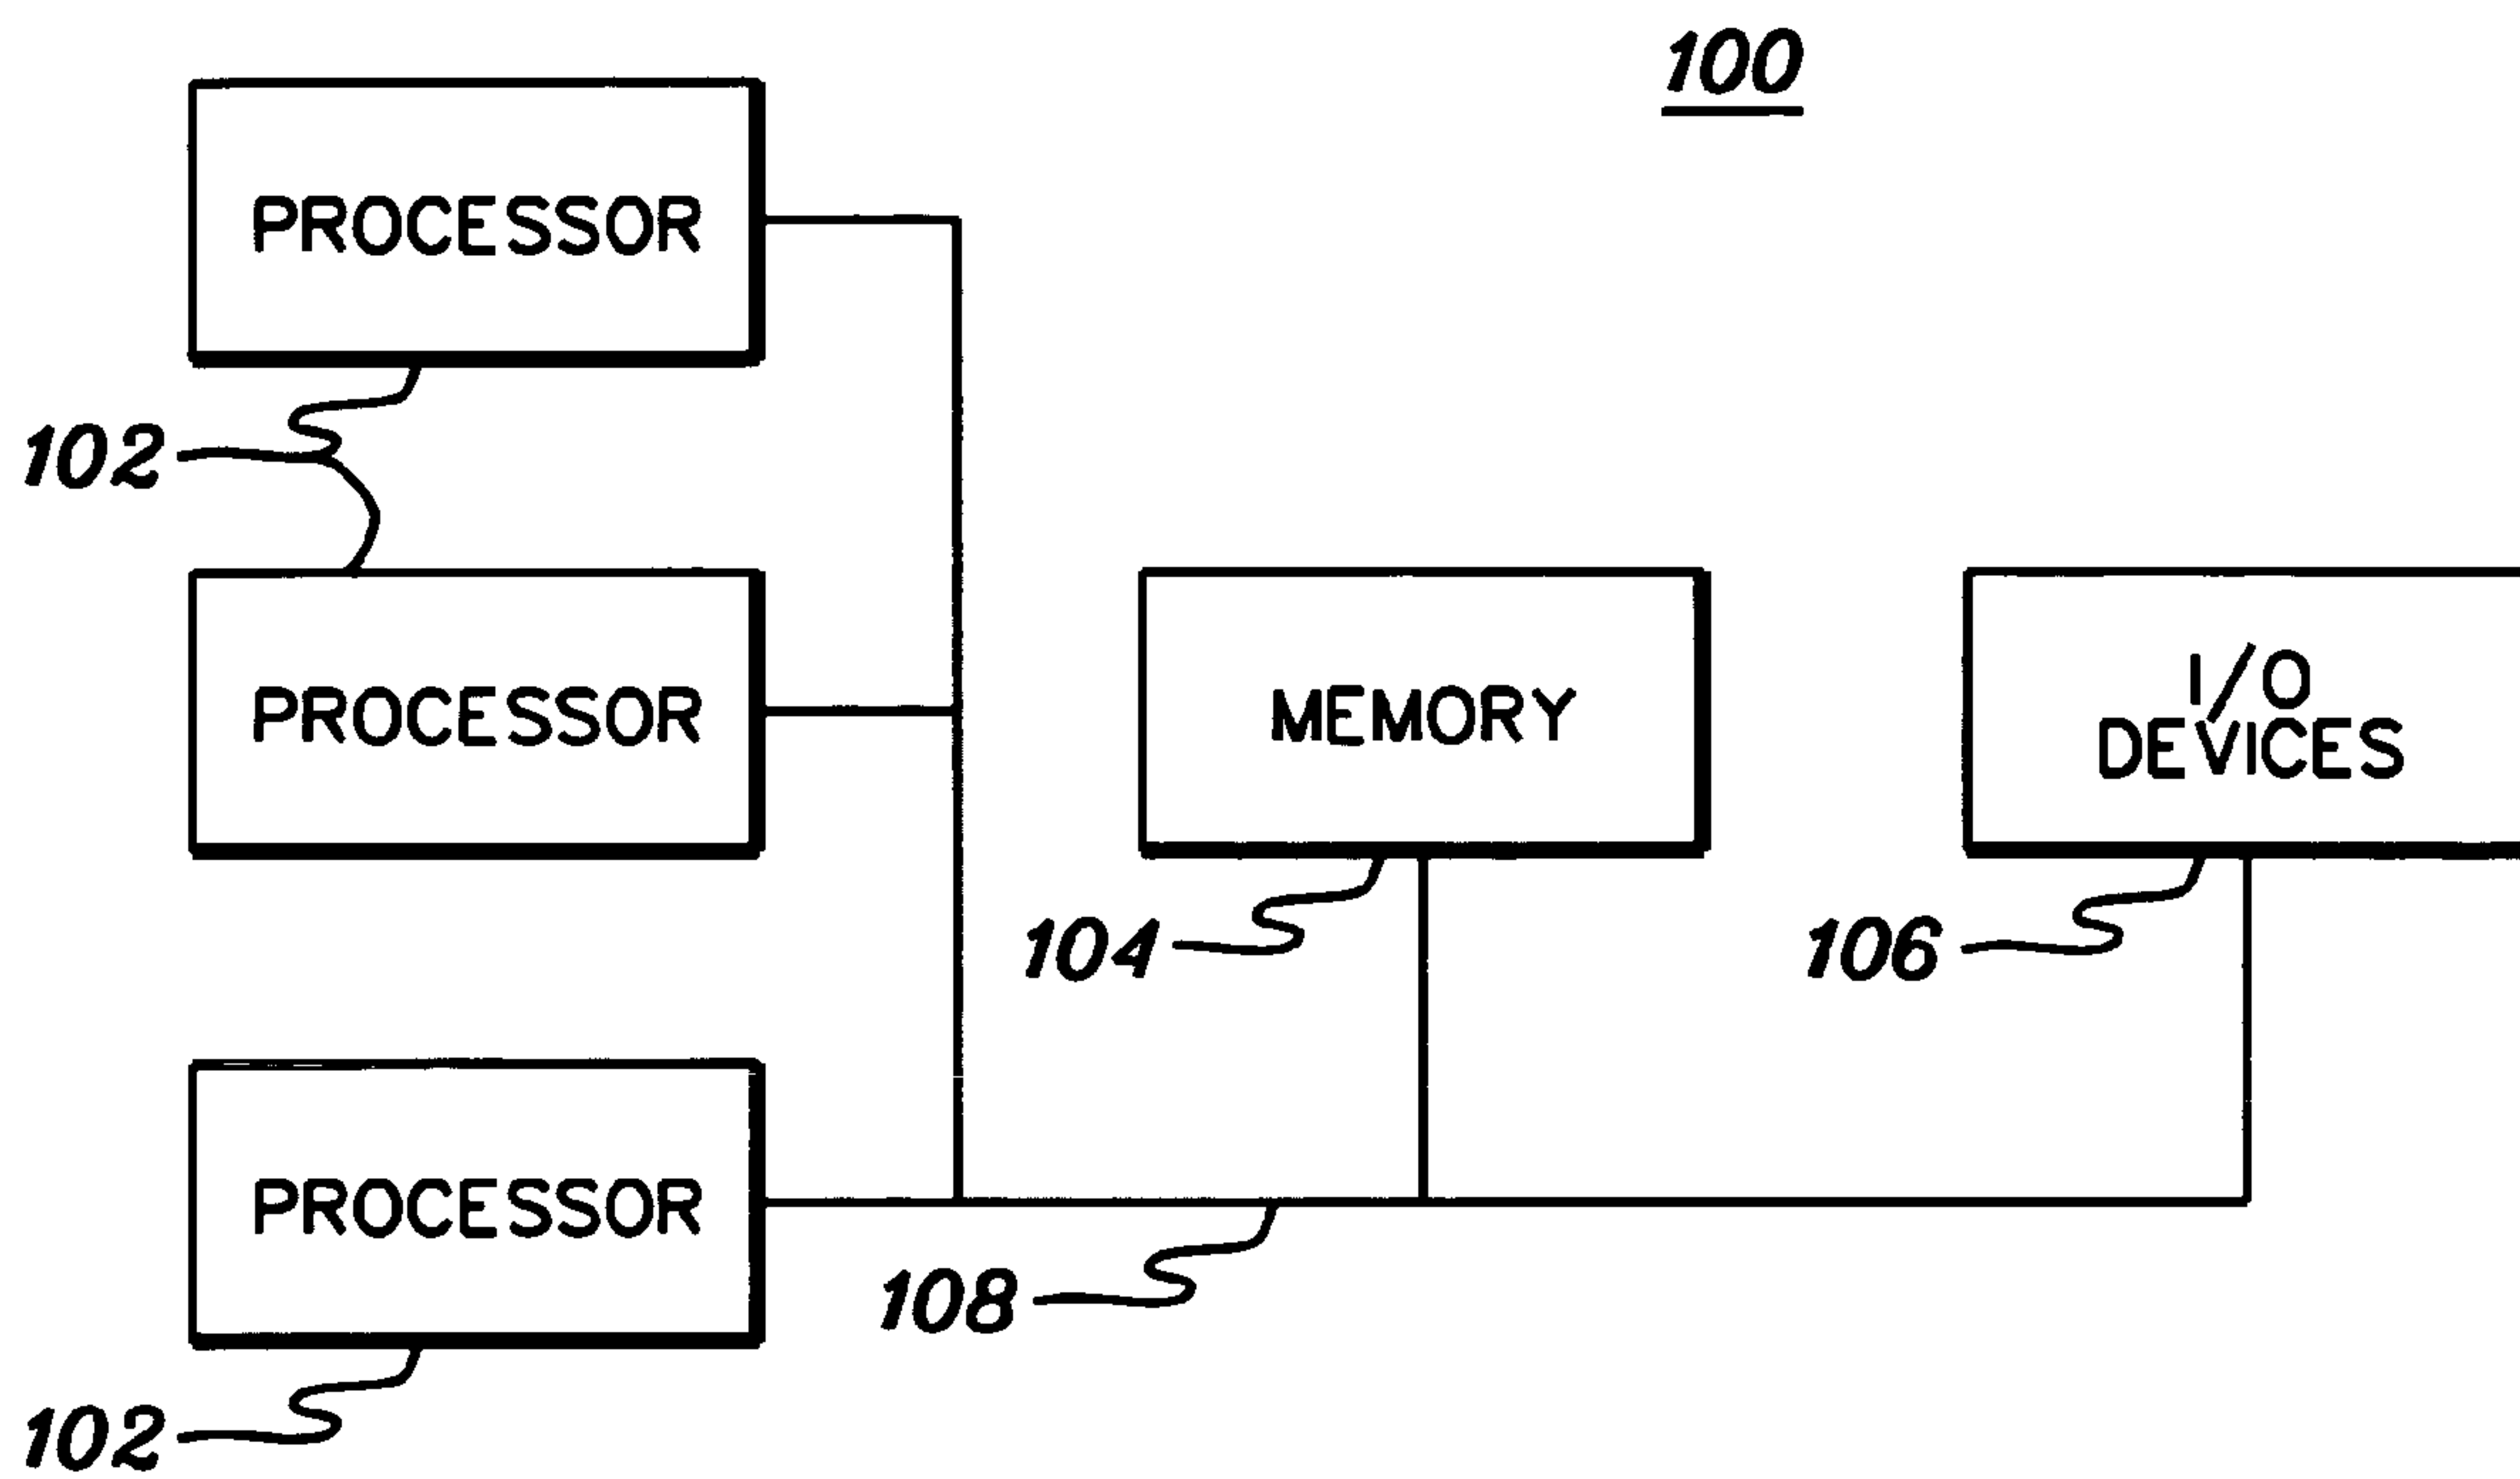 100
PROCESSOR
102
PROCESSOR
MEMORY
I/O
DEVICES
104
106
PROCESSOR
108
102